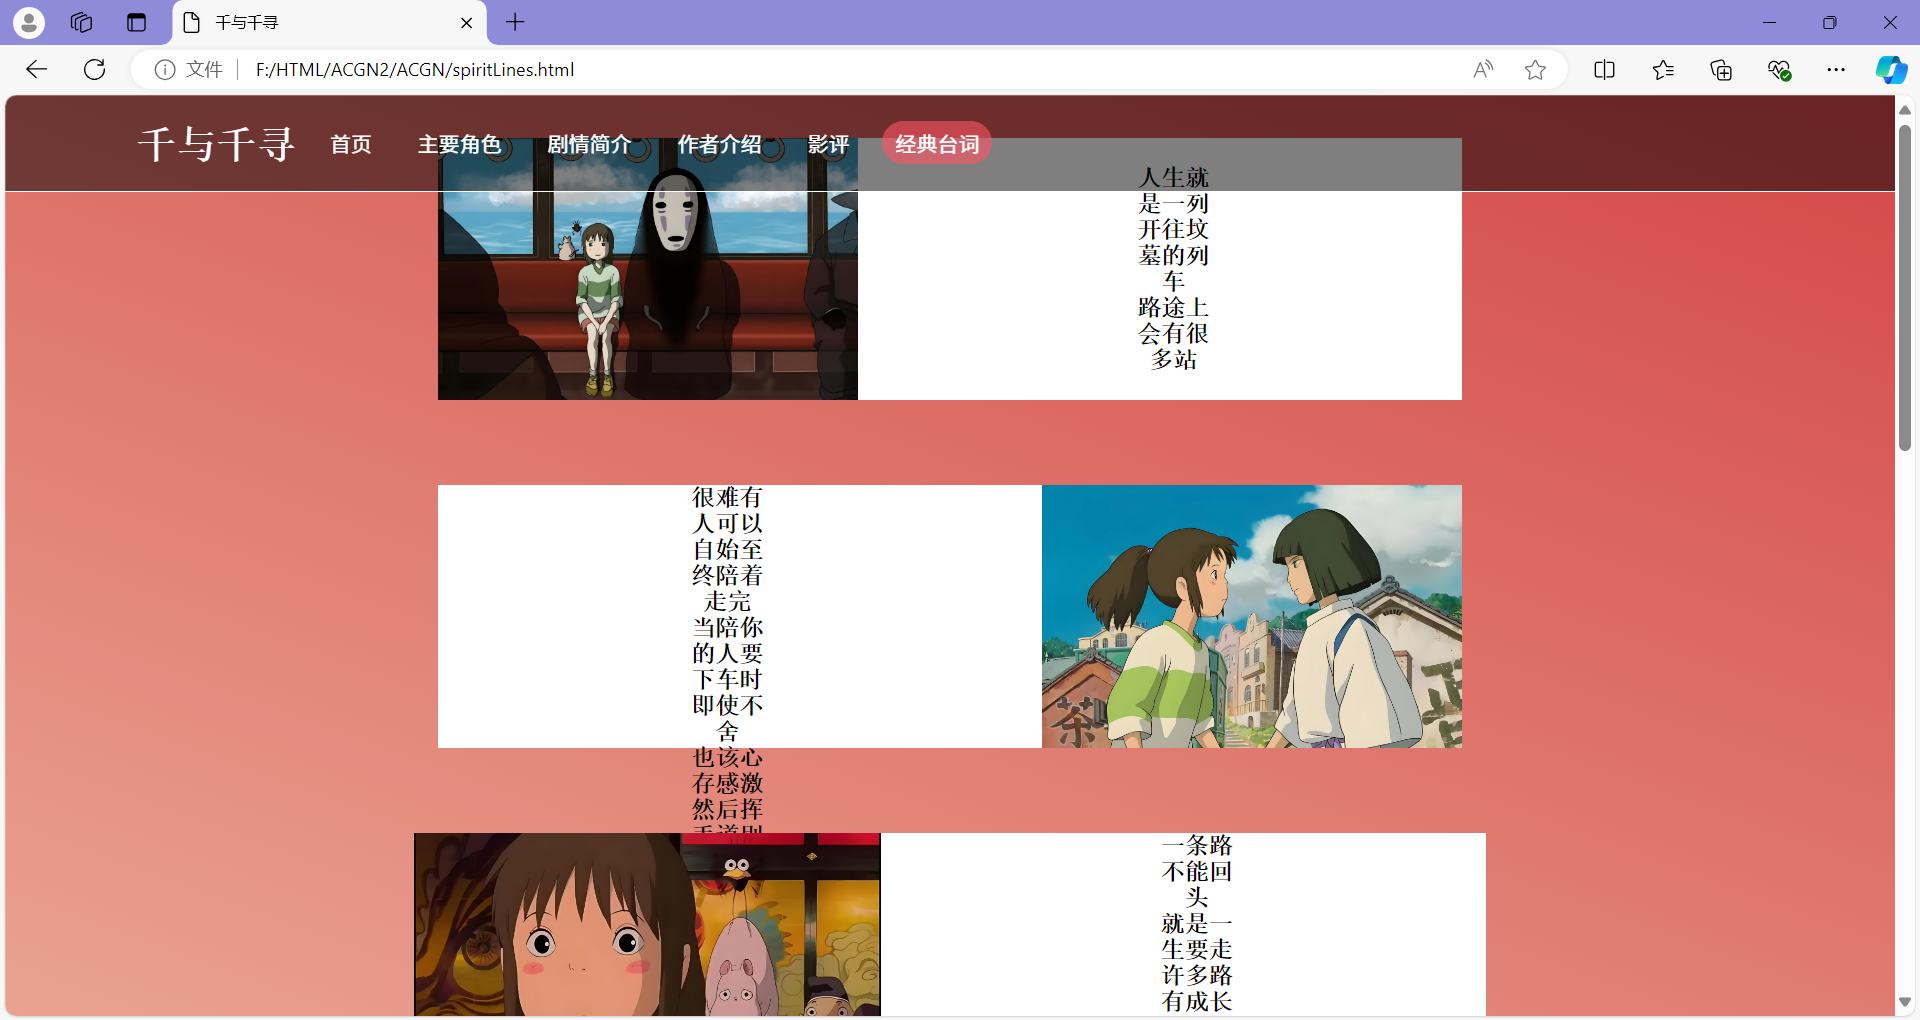 千与千寻
文件
F:/HTML/ACGN2/ACGN/spiritLines.html
千与千寻
首页
主要角色
剧情简介
作者介绍
影评
经典台词
人生就
是一列
开往坟
墓的列
车
路途上
会有很
多站
很难有
人可以
自始至
终陪着
走完
当陪你
的人要
下车时
即使不
舍
也该心
存感激
然后挥
手道别
茶
一条路
不能回
头
就是一
生要走
许多路
有成长